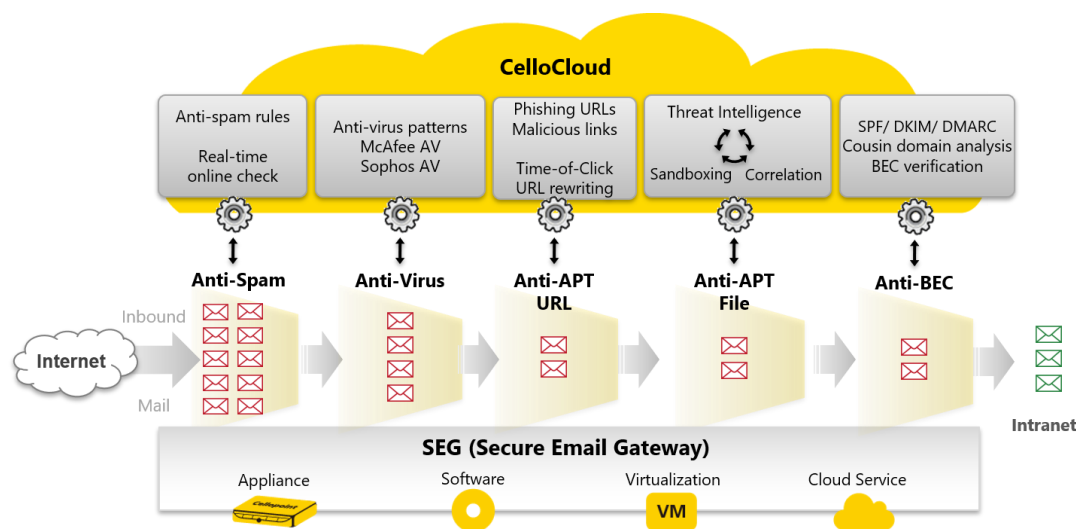 CelloCloud
Anti-spam rules
Real-time
online check
Anti-virus patterns
McAfee AV
Sophos AV
Phishing URLs
Malicious links
Time-of-Click
URL rewriting
Threat Intelligence
Sandboxing Correlation
SPF/ DKIM/ DMARC
Cousin domain analysis
BEC verification
Anti-Spam
Anti-Virus
Anti-APT
URL
Anti-APT
File
Anti-BEC
Inbound
Internet
Mail
Intranet
SEG (Secure Email Gateway)
Appliance
Software
Virtualization
Cloud Service
Cellopoint
VM